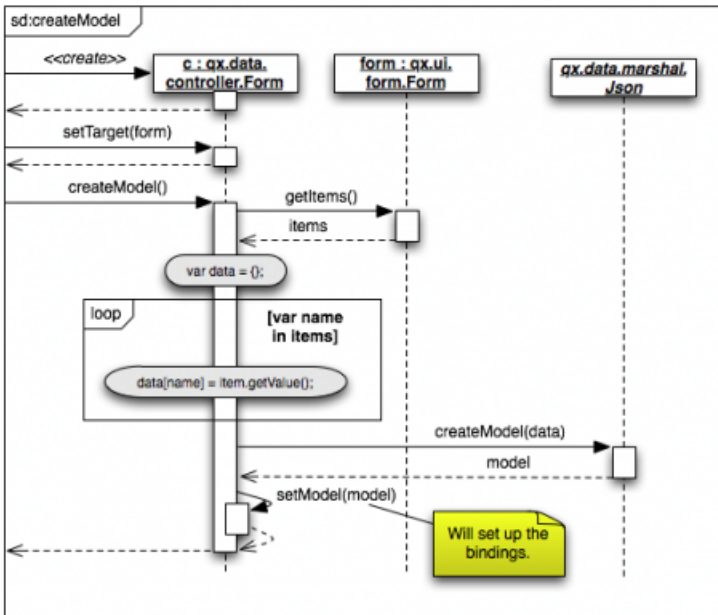 sd:createModel
<<create>>
c : qx.data.
controller.Form
form : qx.ui.
form.Form
qx.data.marshal.
Json
setTarget(form)
createModel()
getItems()
items
var data = {};
loop
[var name
in items]
data[name] = item.getValue();
createModel(data)
model
setModel(model)
Will set up the
bindings.